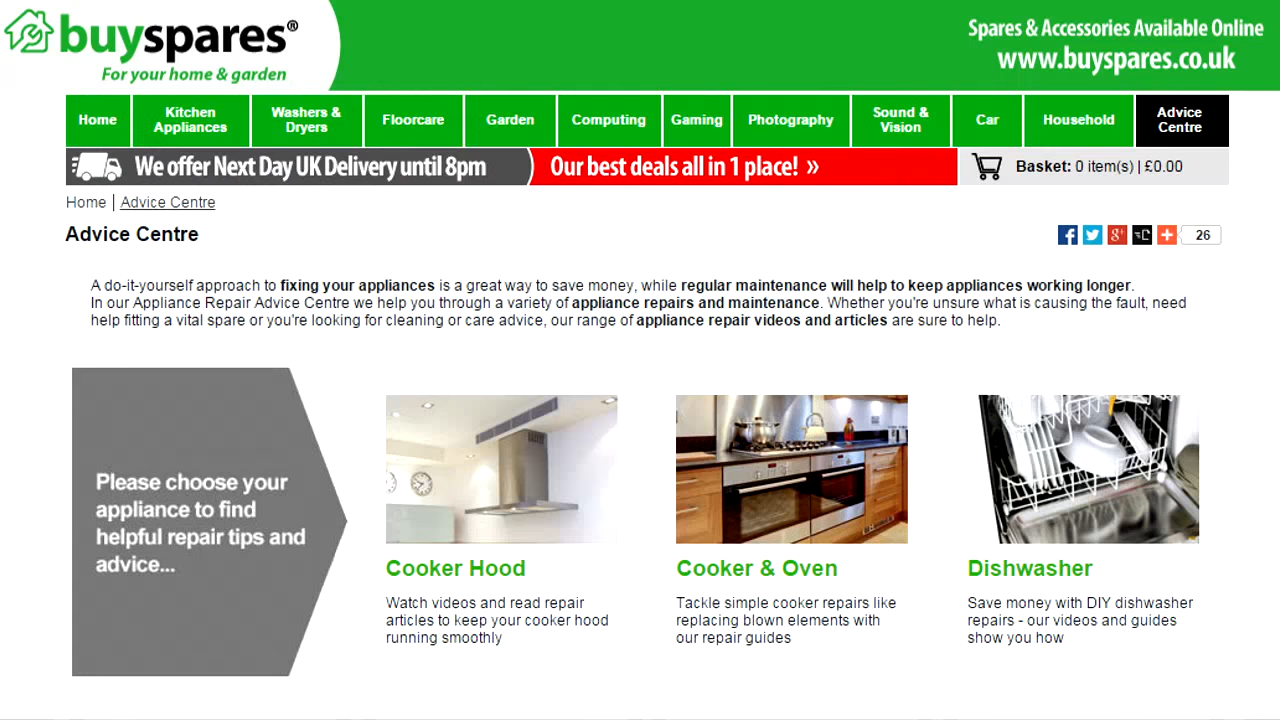 buyspares®
For your home & garden
Spares & Accessories Available Online
www.buyspares.co.uk
Home
Kitchen
Appliances
Washers &
Dryers
Floorcare
Garden
Computing
Gaming
Photography
Sound &
Vision
Car
Household
Advice
Centre
We offer Next Day UK Delivery until 8pm
Our best deals all in 1 place! »
Basket: 0 item(s) | £0.00
Home | Advice Centre
Advice Centre
26
A do-it-yourself approach to fixing your appliances is a great way to save money, while regular maintenance will help to keep appliances working longer.
In our Appliance Repair Advice Centre we help you through a variety of appliance repairs and maintenance. Whether you're unsure what is causing the fault, need
help fitting a vital spare or you're looking for cleaning or care advice, our range of appliance repair videos and articles are sure to help.
Please choose your
appliance to find
helpful repair tips and
advice...
Cooker Hood
Watch videos and read repair
articles to keep your cooker hood
running smoothly
Cooker & Oven
Tackle simple cooker repairs like
replacing blown elements with
our repair guides
Dishwasher
Save money with DIY dishwasher
repairs - our videos and guides
show you how